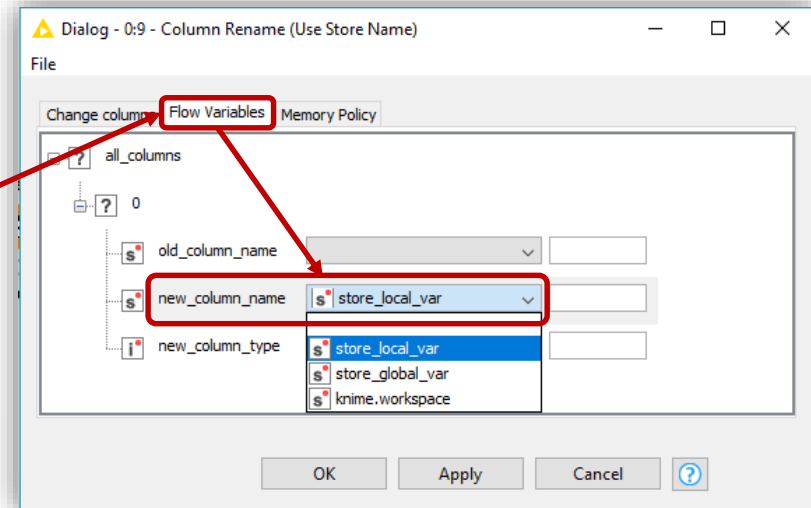 Dialog - 0:9 - Column Rename (Use Store Name)
File
Change column Flow Variables Memory Policy
? all_columns
? 0
s old_column_name
s new_column_name s store_local_var
i new_column_type s store_local_var
s store_global_var
s knime.workspace
OK Apply Cancel ?